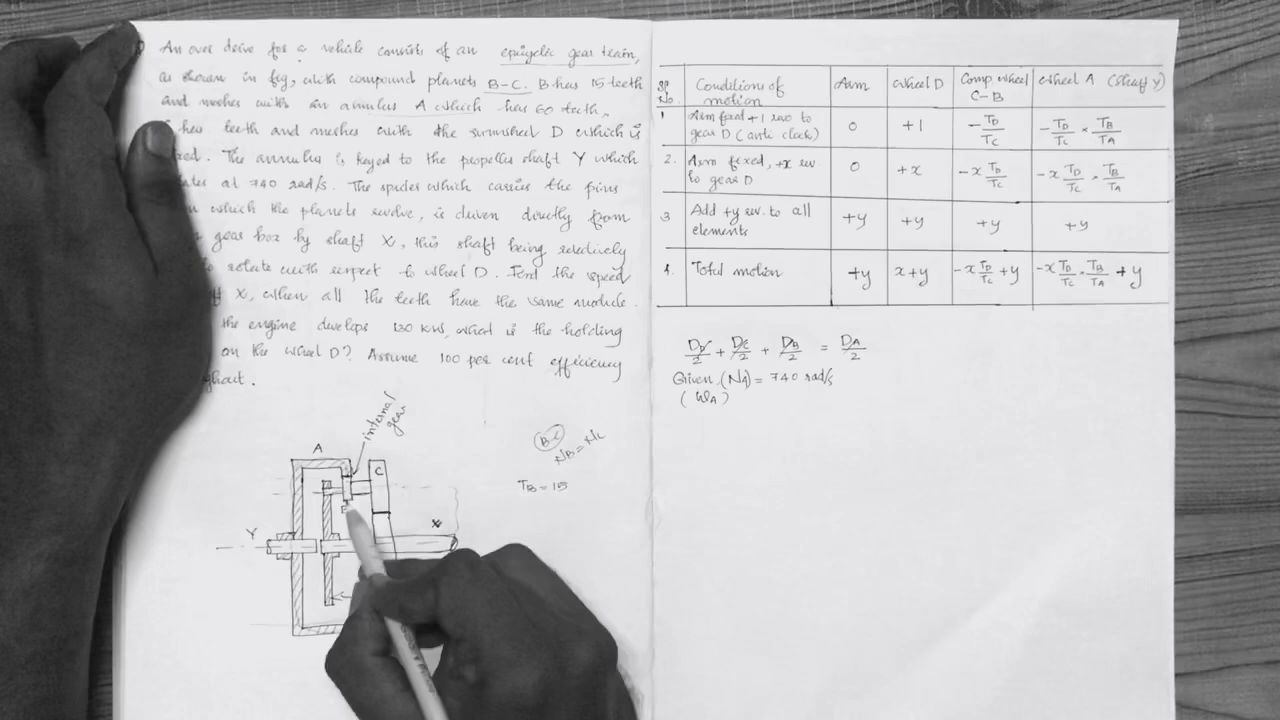 An over drive for a vehicle consists of an epicyclic gear train,
as shown in fig, with compound planets B-C. B has 15 teeth
and meshes with an annulus A which has 60 teeth.
has teeth and meshes with the sunwheel D which is
The annulus is keyed to the propeller shaft Y which
at 740 rad/s. The spider which carries the pins
which the planets revolve, is driven directly from
gear box by shaft X, this shaft being relatively
to rotate with respect to wheel D. Find the speed
X, when all the teeth have the same module.
the engine develops 130 kW, what is the holding
on the wheel D? Assume 100 per cent efficiency
A
internal
gear
C
Y
X
B-C
NB = NC
TB = 15
SP No. Conditions of motion Arm Wheel D Comp wheel C-B Wheel A (Shaft Y)
1 Arm fixed +1 rev to gear D (anti clock) 0 +1 -TD/TC -TD/TC × TB/TA
2. Arm fixed, +x rev to gear D 0 +x -x TD/TC -x TD/TC × TB/TA
3 Add +y rev. to all elements +y +y +y +y
4. Total motion +y x+y -x TD/TC + y -x TD/TC × TB/TA + y
DD/2 + DC/2 + DB/2 = DA/2
Given, (NA) = 740 rad/s
(ωA)